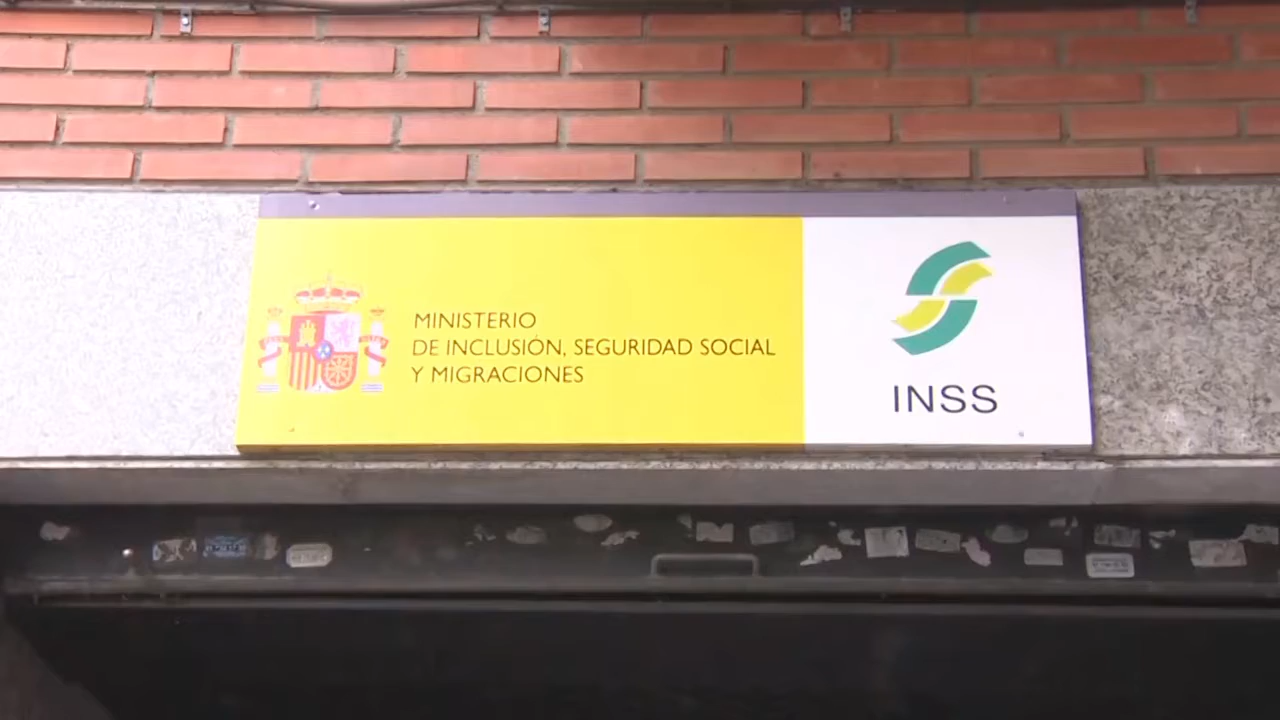 MINISTERIO
DE INCLUSIÓN, SEGURIDAD SOCIAL
Y MIGRACIONES
INSS